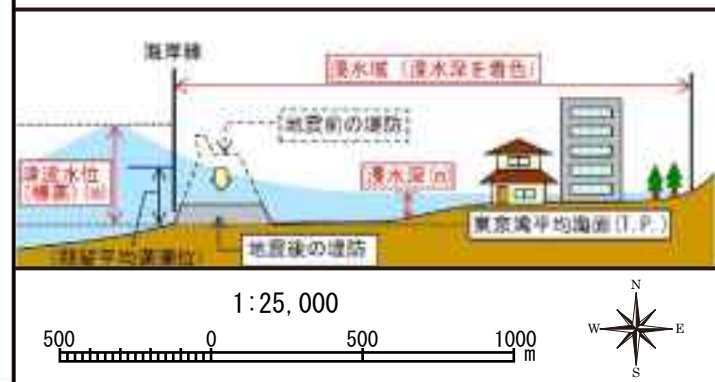 海岸線
浸水域（浸水深を着色）
地震前の堤防
津波水位
(標高)(m)
浸水深(m)
東京湾平均海面(T.P.)
(朔望平均満潮位)
地震後の堤防
1:25,000
500 0 500 1000
m
N
W E
S